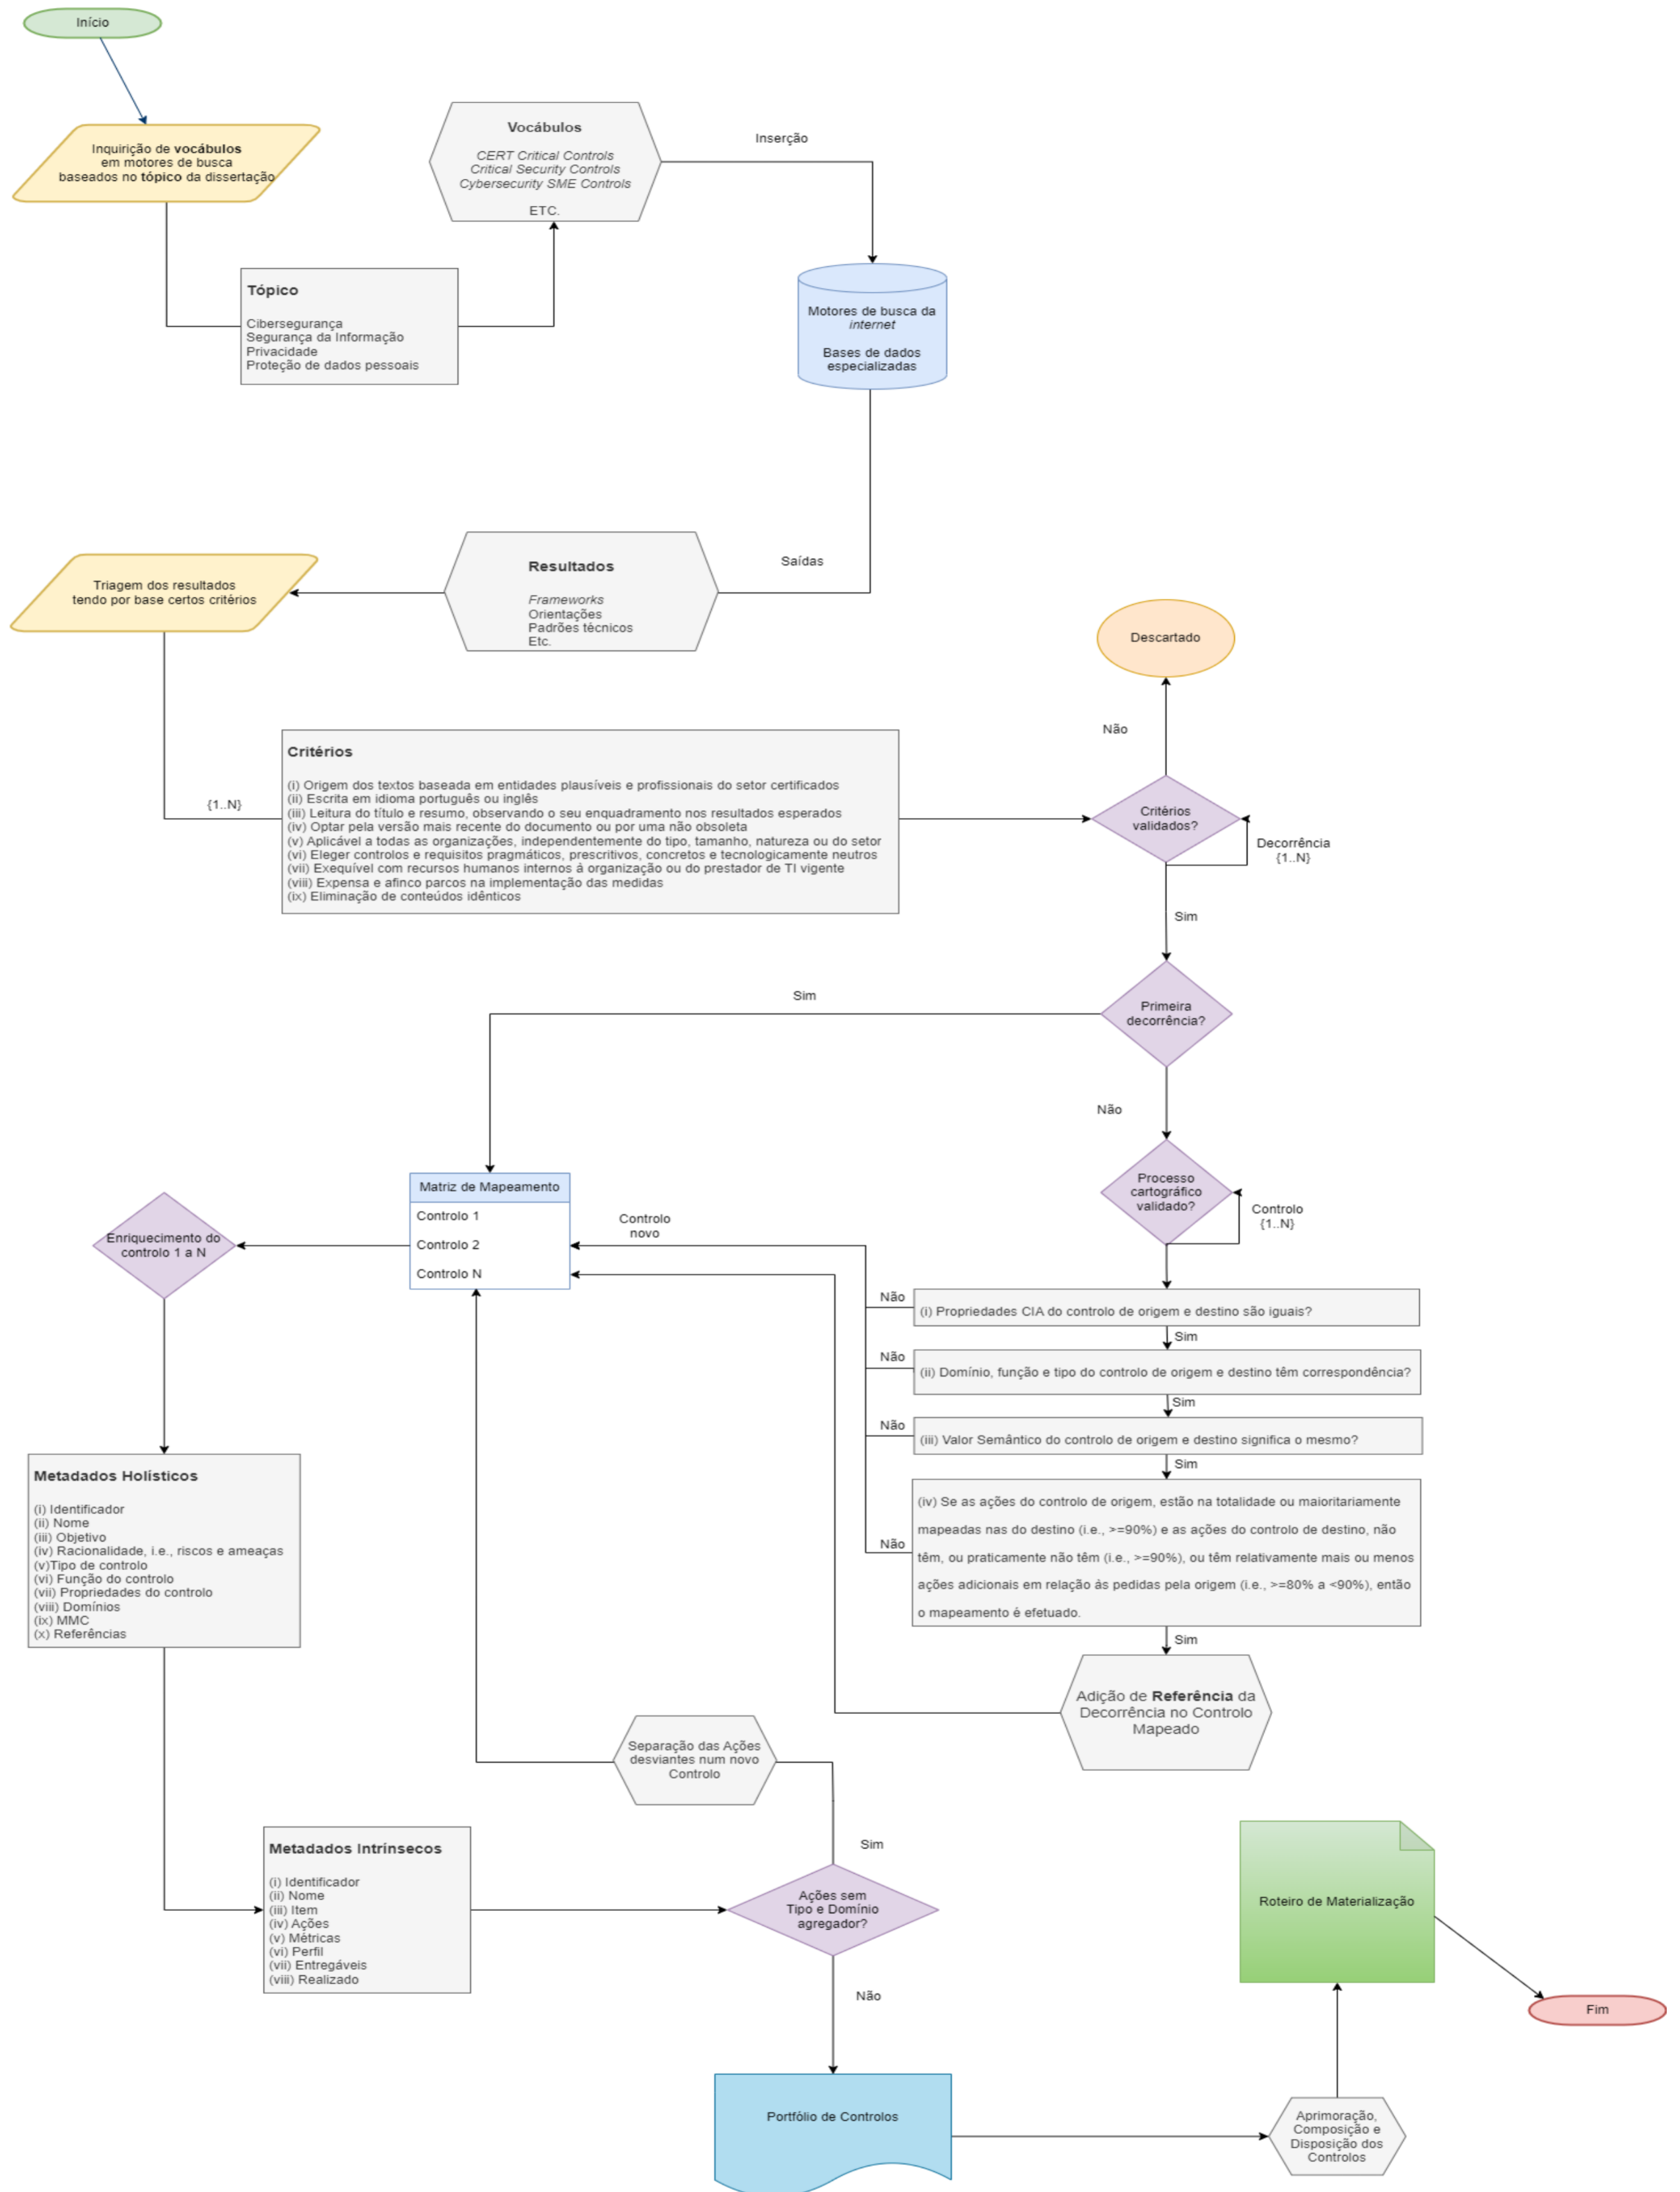 Início
Inquirição de vocábulos
em motores de busca
baseados no tópico da dissertação
Tópico
Cibersegurança
Segurança da Informação
Privacidade
Proteção de dados pessoais
Vocábulos
CERT Critical Controls
Critical Security Controls
Cybersecurity SME Controls
ETC.
Inserção
Motores de busca da
internet
Bases de dados
especializadas
Saídas
Resultados
Frameworks
Orientações
Padrões técnicos
Etc.
Triagem dos resultados
tendo por base certos critérios
{1..N}
Critérios
(i) Origem dos textos baseada em entidades plausíveis e profissionais do setor certificados
(ii) Escrita em idioma português ou inglês
(iii) Leitura do título e resumo, observando o seu enquadramento nos resultados esperados
(iv) Optar pela versão mais recente do documento ou por uma não obsoleta
(v) Aplicável a todas as organizações, independentemente do tipo, tamanho, natureza ou do setor
(vi) Eleger controlos e requisitos pragmáticos, prescritivos, concretos e tecnologicamente neutros
(vii) Exequível com recursos humanos internos á organização ou do prestador de TI vigente
(viii) Expensa e afinco parcos na implementação das medidas
(ix) Eliminação de conteúdos idênticos
Descartado
Não
Critérios
validados?
Decorrência
{1..N}
Sim
Primeira
decorrência?
Sim
Não
Processo
cartográfico
validado?
Controlo
{1..N}
Matriz de Mapeamento
Controlo 1
Controlo 2
Controlo N
Controlo
novo
Enriquecimento do
controlo 1 a N
Não
(i) Propriedades CIA do controlo de origem e destino são iguais?
Sim
Não
(ii) Domínio, função e tipo do controlo de origem e destino têm correspondência?
Sim
Não
(iii) Valor Semântico do controlo de origem e destino significa o mesmo?
Sim
Não
(iv) Se as ações do controlo de origem, estão na totalidade ou maioritariamente
mapeadas nas do destino (i.e., >=90%) e as ações do controlo de destino, não
têm, ou praticamente não têm (i.e., >=90%), ou têm relativamente mais ou menos
ações adicionais em relação ás pedidas pela origem (i.e., >=80% a <90%), então
o mapeamento é efetuado.
Sim
Adição de Referência da
Decorrência no Controlo
Mapeado
Metadados Holísticos
(i) Identificador
(ii) Nome
(iii) Objetivo
(iv) Racionalidade, i.e., riscos e ameaças
(v)Tipo de controlo
(vi) Função do controlo
(vii) Propriedades do controlo
(viii) Domínios
(ix) MMC
(x) Referências
Separação das Ações
desviantes num novo
Controlo
Sim
Metadados Intrínsecos
(i) Identificador
(ii) Nome
(iii) Item
(iv) Ações
(v) Métricas
(vi) Perfil
(vii) Entregáveis
(viii) Realizado
Ações sem
Tipo e Domínio
agregador?
Não
Portfólio de Controlos
Aprimoração,
Composição e
Disposição dos
Controlos
Roteiro de Materialização
Fim